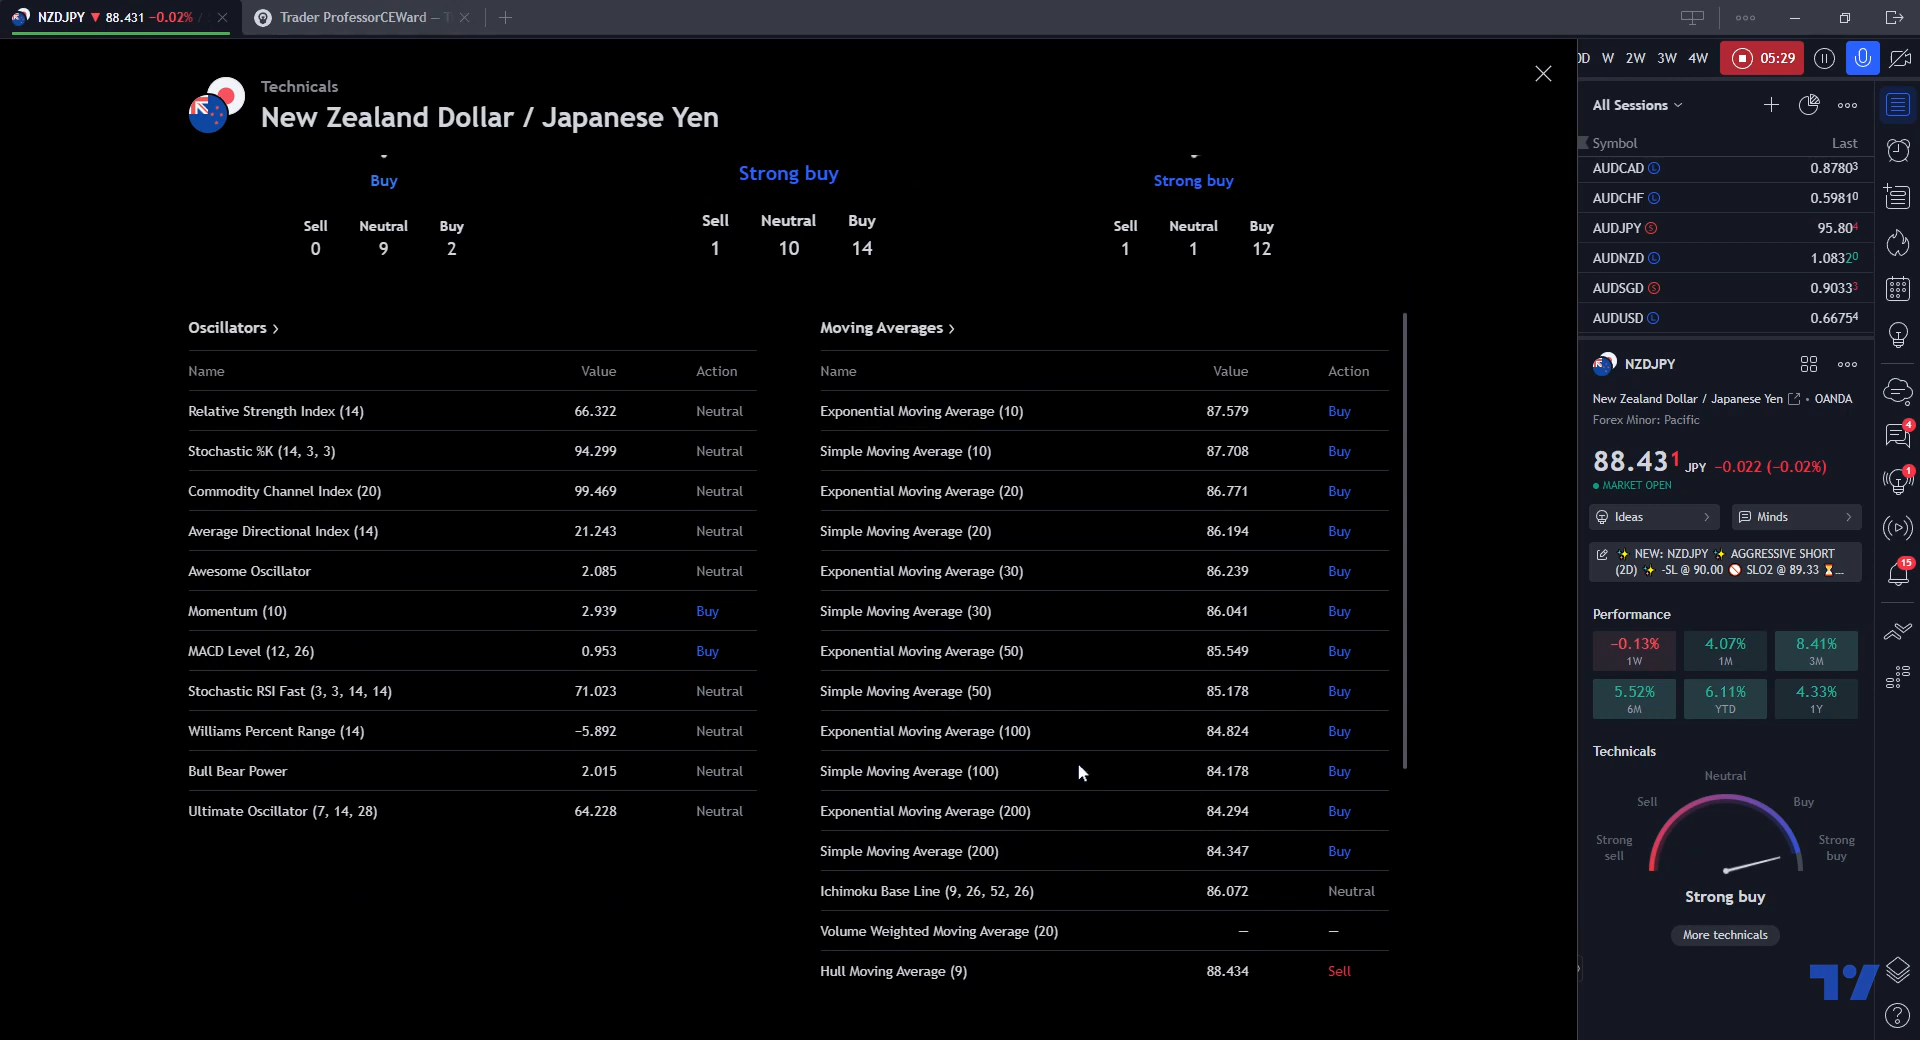 NZDJPY ▼ 88.431 −0.02% /
Trader ProfessorCEWard — T
Technicals
New Zealand Dollar / Japanese Yen
Buy
Sell Neutral Buy
0 9 2
Strong buy
Sell Neutral Buy
1 10 14
Strong buy
Sell Neutral Buy
1 1 12
Oscillators >
Name Value Action
Relative Strength Index (14) 66.322 Neutral
Stochastic %K (14, 3, 3) 94.299 Neutral
Commodity Channel Index (20) 99.469 Neutral
Average Directional Index (14) 21.243 Neutral
Awesome Oscillator 2.085 Neutral
Momentum (10) 2.939 Buy
MACD Level (12, 26) 0.953 Buy
Stochastic RSI Fast (3, 3, 14, 14) 71.023 Neutral
Williams Percent Range (14) −5.892 Neutral
Bull Bear Power 2.015 Neutral
Ultimate Oscillator (7, 14, 28) 64.228 Neutral
Moving Averages >
Name Value Action
Exponential Moving Average (10) 87.579 Buy
Simple Moving Average (10) 87.708 Buy
Exponential Moving Average (20) 86.771 Buy
Simple Moving Average (20) 86.194 Buy
Exponential Moving Average (30) 86.239 Buy
Simple Moving Average (30) 86.041 Buy
Exponential Moving Average (50) 85.549 Buy
Simple Moving Average (50) 85.178 Buy
Exponential Moving Average (100) 84.824 Buy
Simple Moving Average (100) 84.178 Buy
Exponential Moving Average (200) 84.294 Buy
Simple Moving Average (200) 84.347 Buy
Ichimoku Base Line (9, 26, 52, 26) 86.072 Neutral
Volume Weighted Moving Average (20) — —
Hull Moving Average (9) 88.434 Sell
D W 2W 3W 4W 05:29
All Sessions
Symbol Last
AUDCAD L 0.87803
AUDCHF L 0.59810
AUDJPY S 95.804
AUDNZD L 1.08320
AUDSGD S 0.90333
AUDUSD L 0.66754
NZDJPY
New Zealand Dollar / Japanese Yen • OANDA
Forex Minor: Pacific
88.431 JPY −0.022 (−0.02%)
• MARKET OPEN
Ideas > Minds >
✨ NEW: NZDJPY ✨ AGGRESSIVE SHORT
(2D) ✨ -SL @ 90.00 🚫 SLO2 @ 89.33 ⏳...
Performance
−0.13% 4.07% 8.41%
1W 1M 3M
5.52% 6.11% 4.33%
6M YTD 1Y
Technicals
Neutral
Sell Buy
Strong sell
Strong buy
Strong buy
More technicals
4
1
15